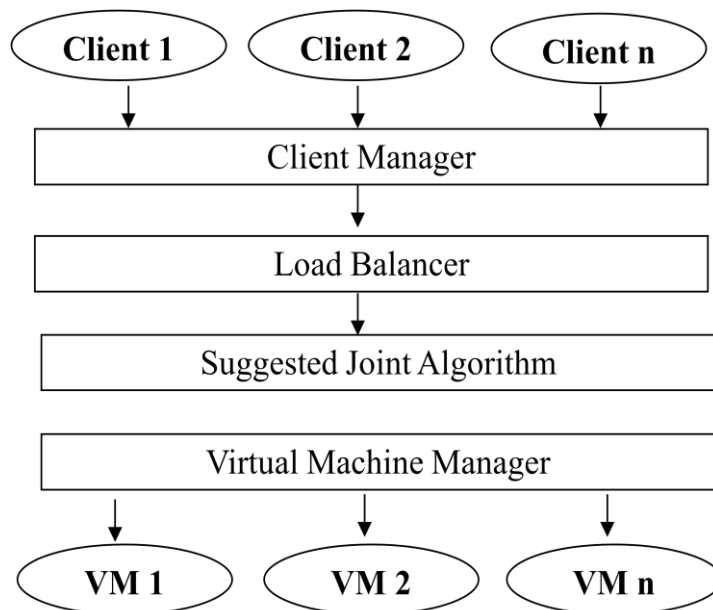 Client 1
Client 2
Client n
Client Manager
Load Balancer
Suggested Joint Algorithm
Virtual Machine Manager
VM 1
VM 2
VM n